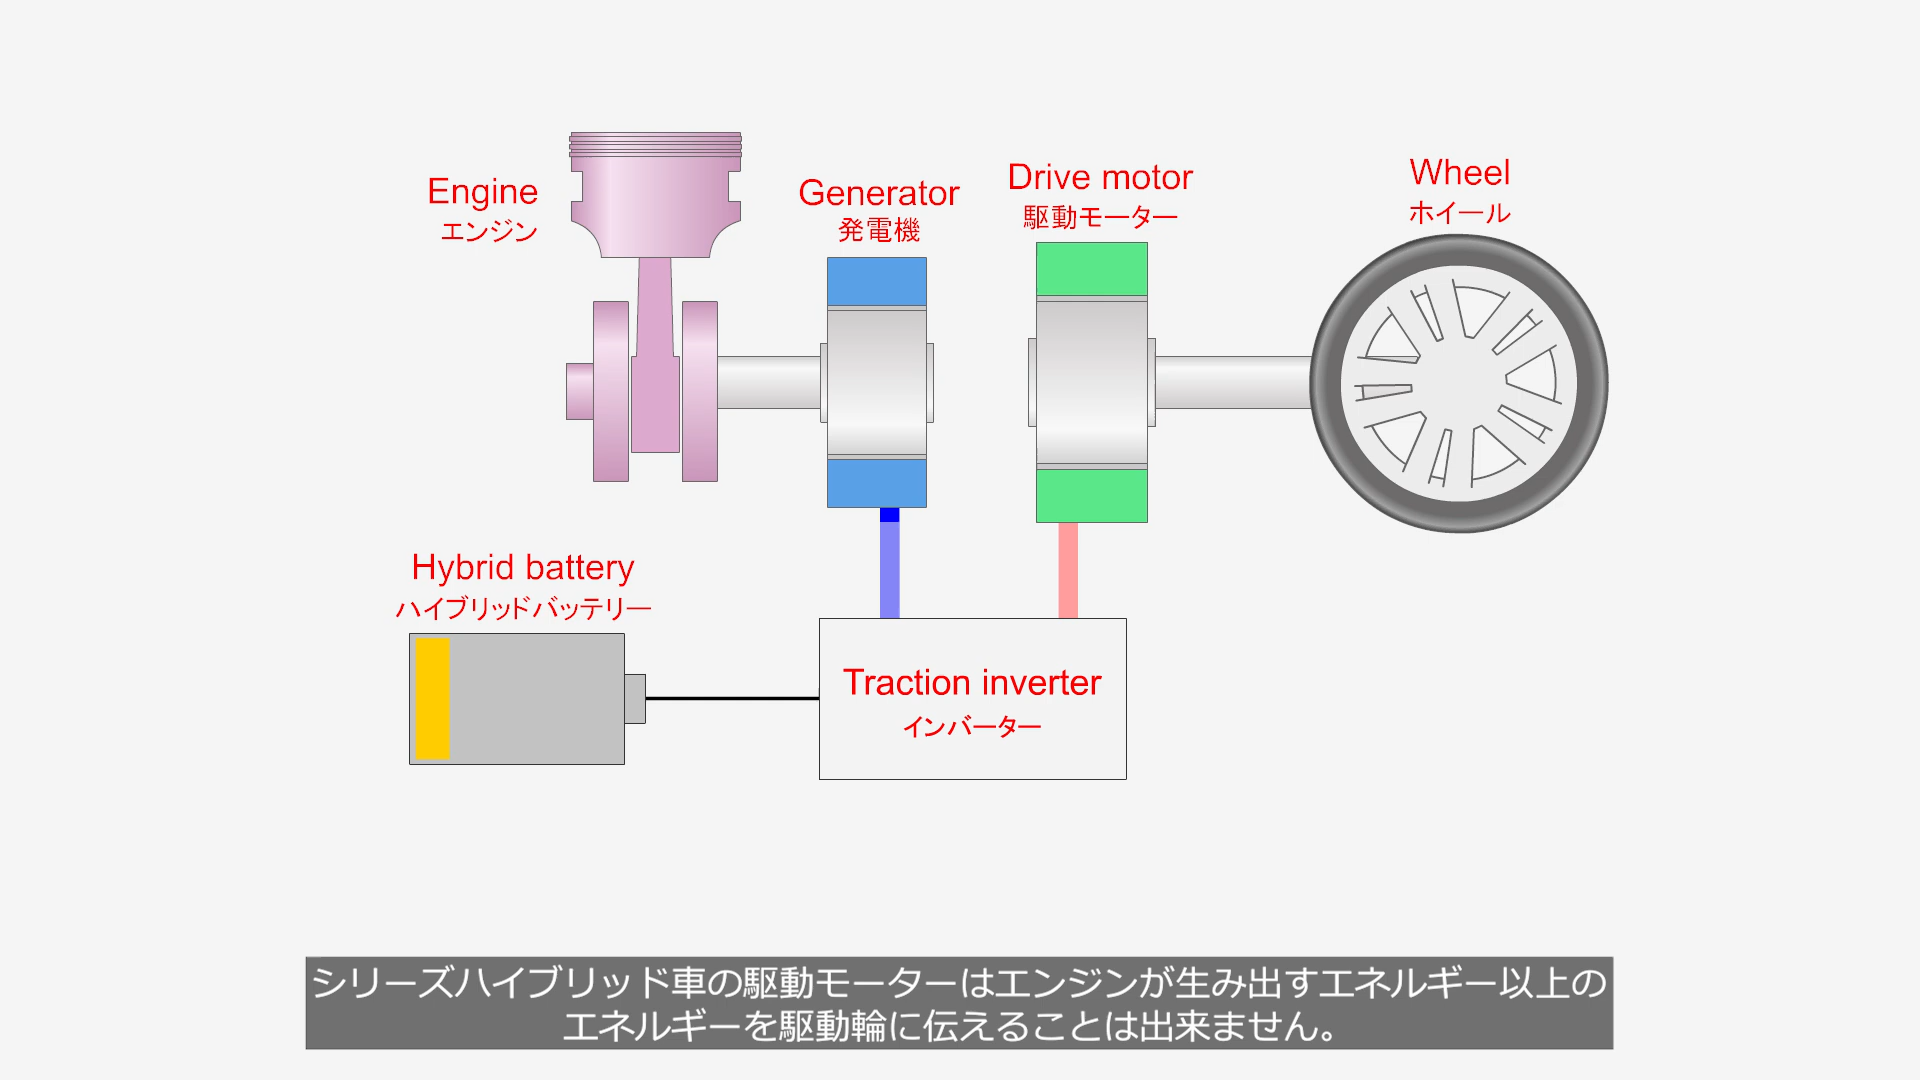 Engine
エンジン
Generator
発電機
Drive motor
駆動モーター
Wheel
ホイール
Hybrid battery
ハイブリッドバッテリー
Traction inverter
インバーター
シリーズハイブリッド車の駆動モーターはエンジンが生み出すエネルギー以上の
エネルギーを駆動輪に伝えることは出来ません。